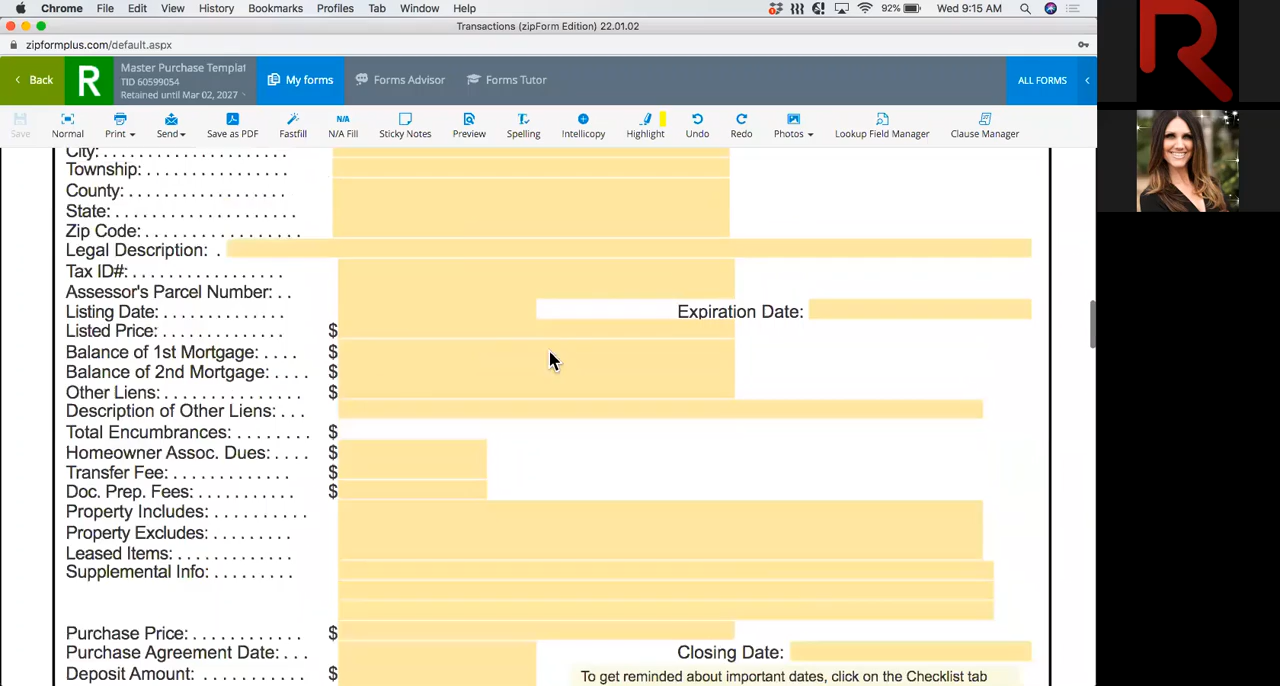 Chrome File Edit View History Bookmarks Profiles Tab Window Help 92% Wed 9:15 AM
Transactions (zipForm Edition) 22.01.02
zipformplus.com/default.aspx
Back R Master Purchase Templat
TID 60599054
Retained until Mar 02, 2027
My forms Forms Advisor Forms Tutor ALL FORMS
Save Normal Print Send Save as PDF Fastfill N/A N/A Fill Sticky Notes Preview Spelling Intellicopy Highlight Undo Redo Photos Lookup Field Manager Clause Manager
City: . . . . . . . . . . . . . . . . . .
Township: . . . . . . . . . . . . . .
County: . . . . . . . . . . . . . . . .
State: . . . . . . . . . . . . . . . . . .
Zip Code: . . . . . . . . . . . . . . . .
Legal Description: .
Tax ID#: . . . . . . . . . . . . . . .
Assessor's Parcel Number: . .
Listing Date: . . . . . . . . . . . . Expiration Date:
Listed Price: . . . . . . . . . . . . $
Balance of 1st Mortgage: . . . . $
Balance of 2nd Mortgage: . . . . $
Other Liens: . . . . . . . . . . . . . . $
Description of Other Liens: . . .
Total Encumbrances: . . . . . . . . $
Homeowner Assoc. Dues: . . . . $
Transfer Fee: . . . . . . . . . . . . $
Doc. Prep. Fees: . . . . . . . . . . $
Property Includes: . . . . . . . . . .
Property Excludes: . . . . . . . .
Leased Items: . . . . . . . . . . . .
Supplemental Info: . . . . . . . . .
Purchase Price: . . . . . . . . . . . $
Purchase Agreement Date: . . . Closing Date:
Deposit Amount: . . . . . . . . . . $ To get reminded about important dates, click on the Checklist tab
R